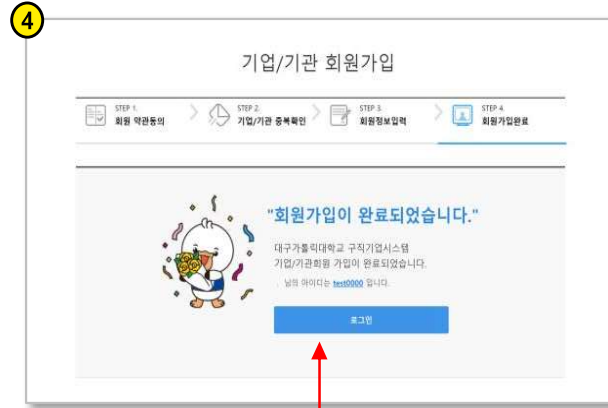 4
기업/기관 회원가입
STEP 1.
회원 약관동의
STEP 2.
기업/기관 중복확인
STEP 3.
회원정보입력
STEP 4.
회원가입완료
"회원가입이 완료되었습니다."
대구가톨릭대학교 구직기업시스템
기업/기관회원 가입이 완료되었습니다.
. 님의 아이디는 test0000 입니다.
로그인